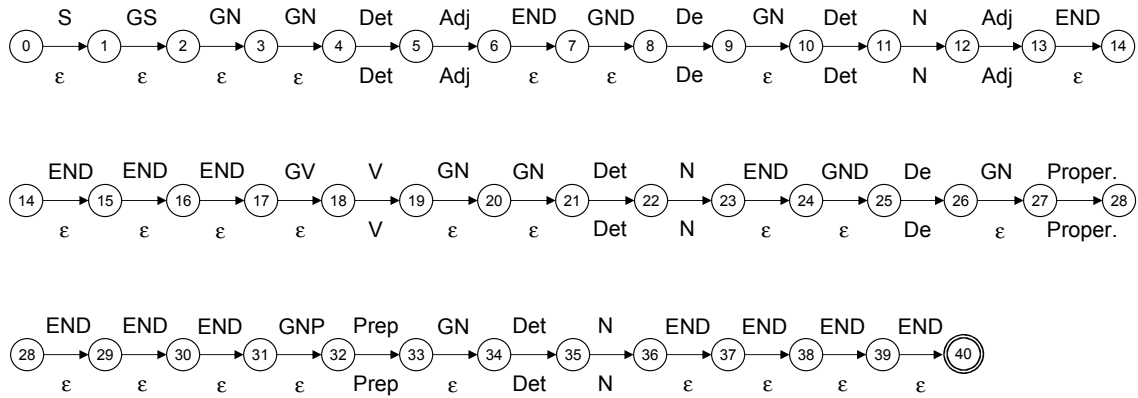 S GS GN GN Det Adj END GND De GN Det N Adj END
0 1 2 3 4 5 6 7 8 9 10 11 12 13 14
ε ε ε ε Det Adj ε ε De ε Det N Adj ε
END END END GV V GN GN Det N END GND De GN Proper.
14 15 16 17 18 19 20 21 22 23 24 25 26 27 28
ε ε ε ε V ε ε Det N ε ε De ε Proper.
END END END GNP Prep GN Det N END END END END
28 29 30 31 32 33 34 35 36 37 38 39 40
ε ε ε ε Prep ε Det N ε ε ε ε